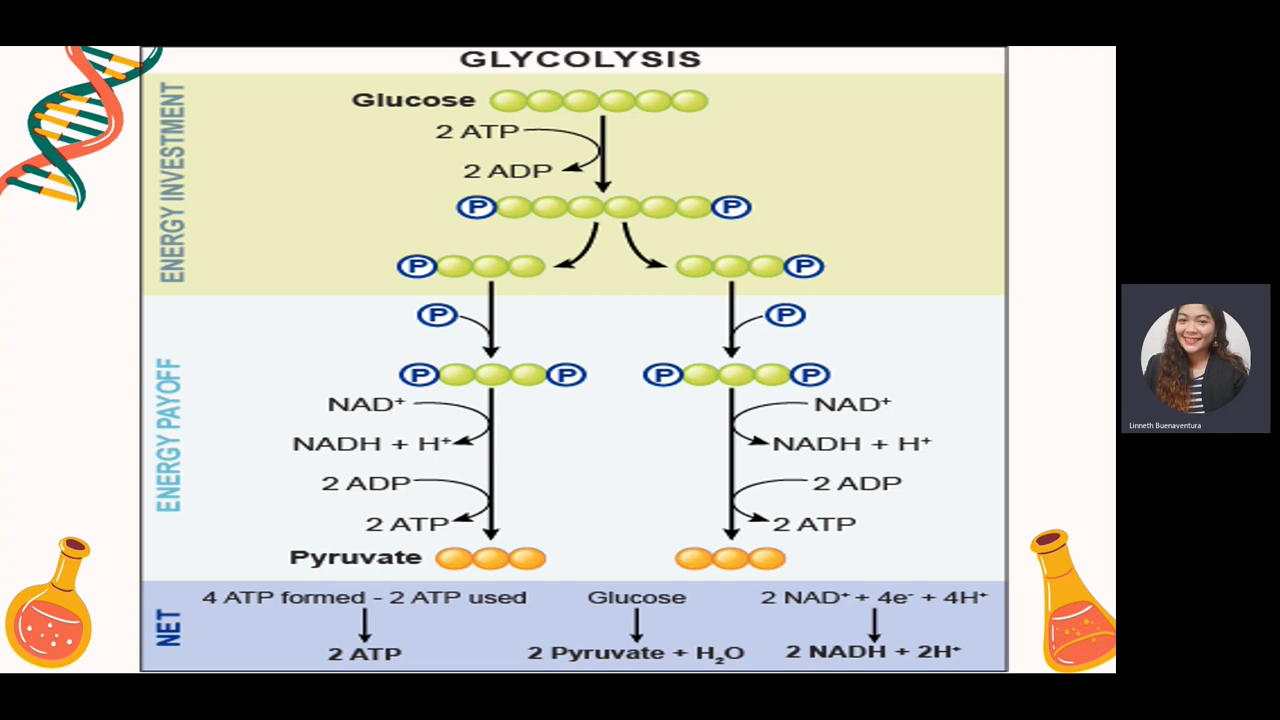 GLYCOLYSIS
ENERGY INVESTMENT
Glucose
2 ATP
2 ADP
P P
P P
ENERGY PAYOFF
P P
P P P P
NAD⁺ NAD⁺
NADH + H⁺ NADH + H⁺
2 ADP 2 ADP
2 ATP 2 ATP
Pyruvate
NET
4 ATP formed - 2 ATP used Glucose 2 NAD⁺ + 4e⁻ + 4H⁺
2 ATP 2 Pyruvate + H₂O 2 NADH + 2H⁺
Linneth Buenaventura